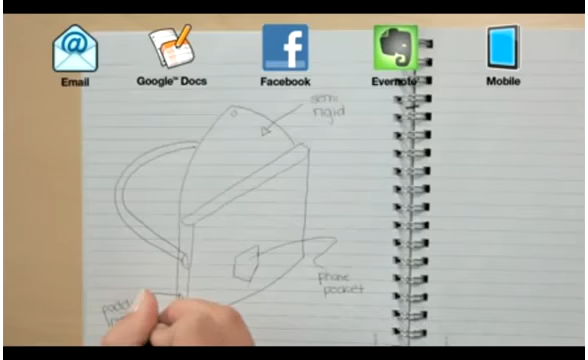 Email
Google™ Docs
Facebook
Evernote
Mobile
semi
rigid
phone
pocket